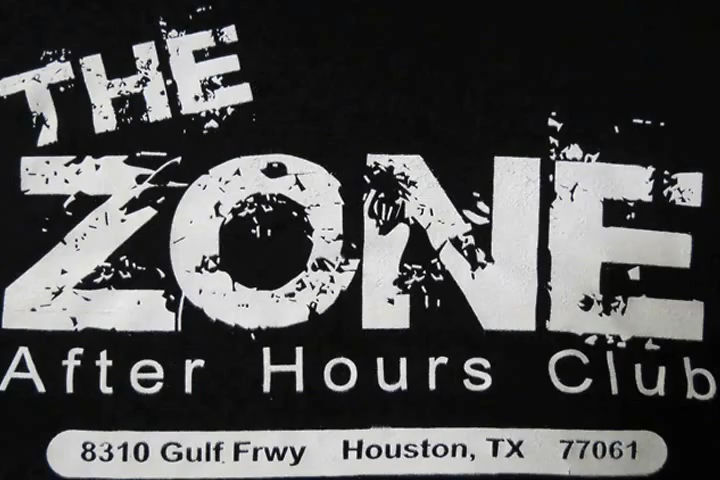 THE
ZONE
After Hours Club
8310 Gulf Frwy Houston, TX 77061